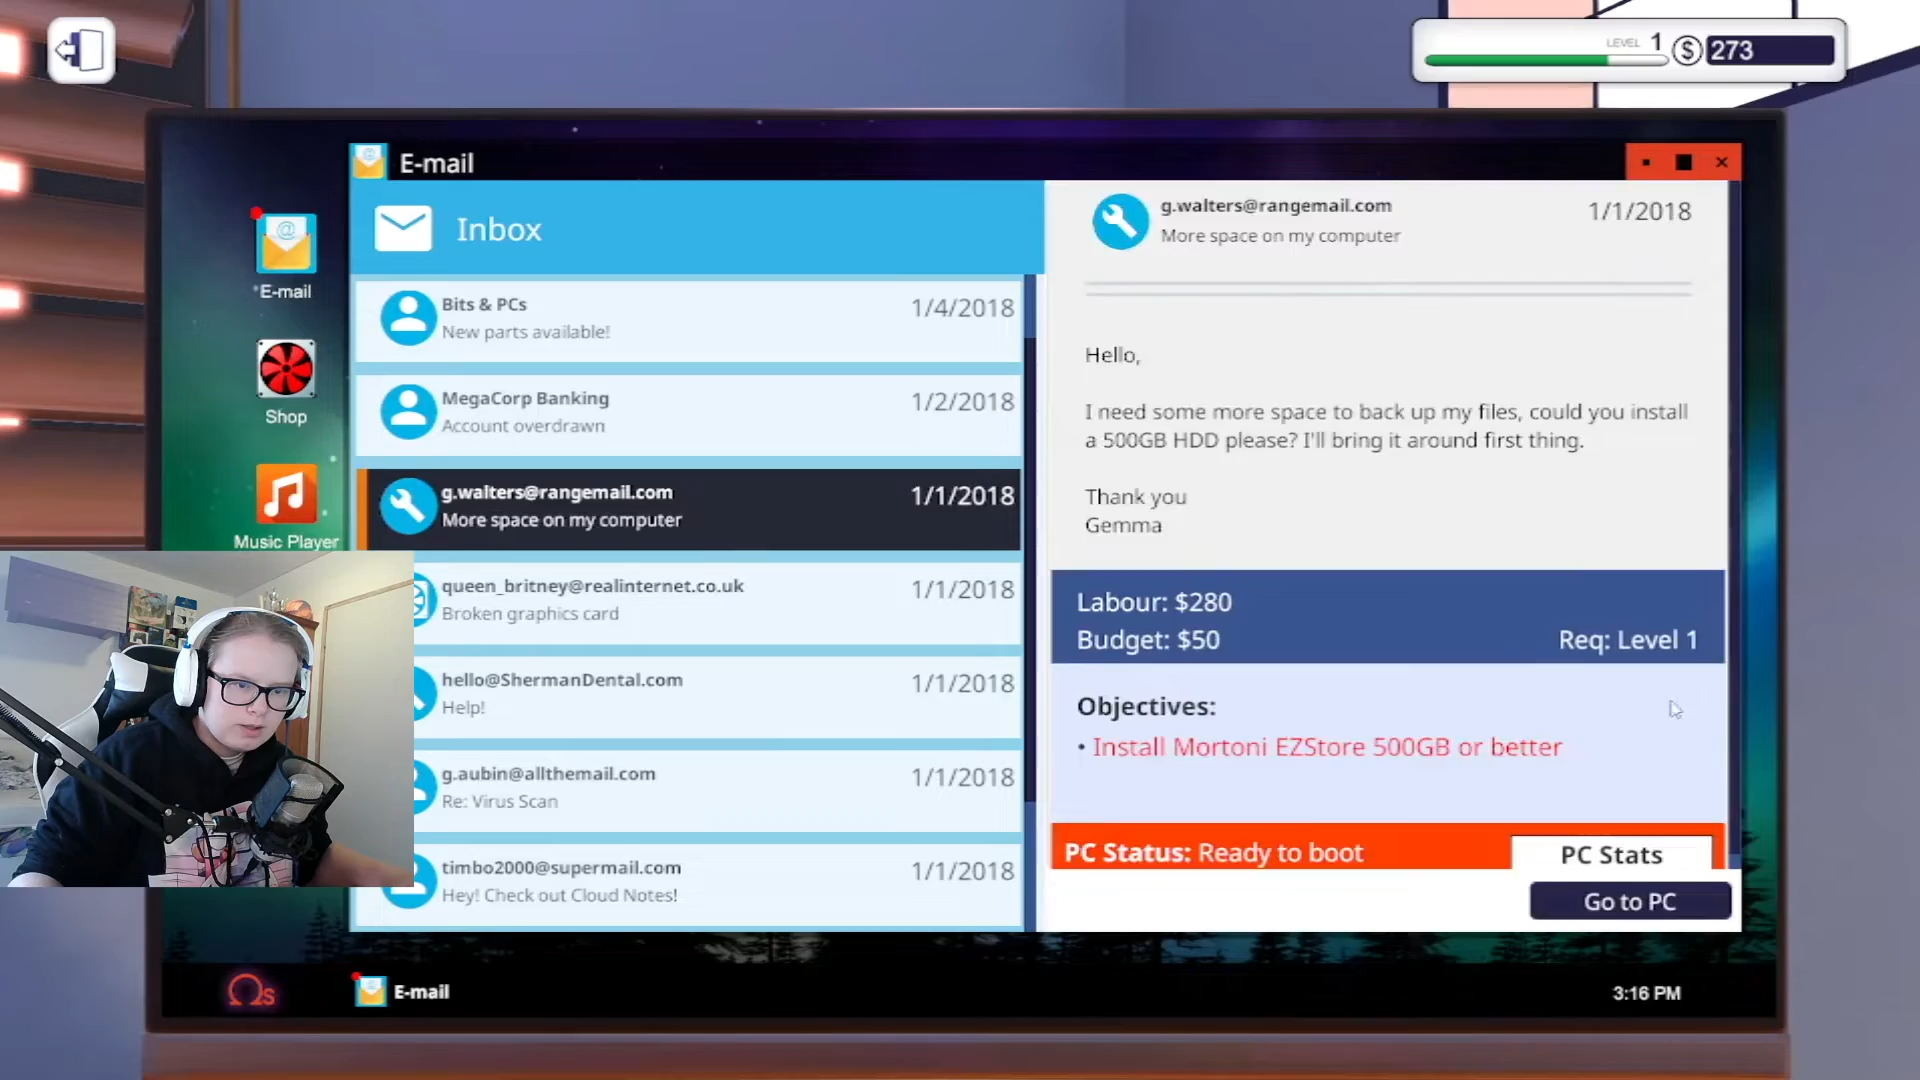 LEVEL 1 $ 273
E-mail
Inbox
E-mail
Shop
Music Player
Bits & PCs 1/4/2018
New parts available!
MegaCorp Banking 1/2/2018
Account overdrawn
g.walters@rangemail.com 1/1/2018
More space on my computer
queen_britney@realinternet.co.uk 1/1/2018
Broken graphics card
hello@ShermanDental.com 1/1/2018
Help!
g.aubin@allthemail.com 1/1/2018
Re: Virus Scan
timbo2000@supermail.com 1/1/2018
Hey! Check out Cloud Notes!
g.walters@rangemail.com 1/1/2018
More space on my computer
Hello,
I need some more space to back up my files, could you install
a 500GB HDD please? I'll bring it around first thing.
Thank you
Gemma
Labour: $280
Budget: $50 Req: Level 1
Objectives:
• Install Mortoni EZStore 500GB or better
PC Status: Ready to boot PC Stats
Go to PC
Ωs E-mail 3:16 PM